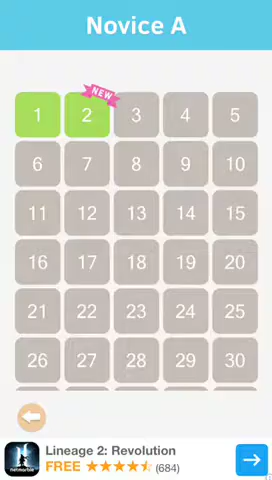 Novice A
NEW
1 2 3 4 5
6 7 8 9 10
11 12 13 14 15
16 17 18 19 20
21 22 23 24 25
26 27 28 29 30
Lineage 2: Revolution
FREE (684)
netmarble